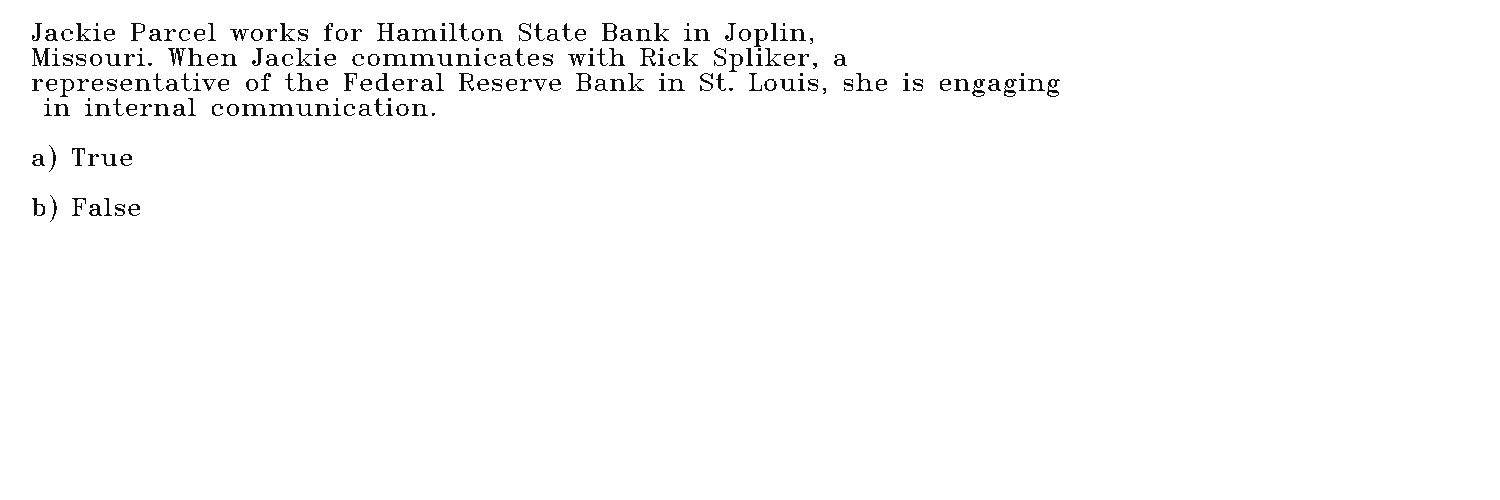 Jackie Parcel works for Hamilton State Bank in Joplin,
Missouri. When Jackie communicates with Rick Spliker, a
representative of the Federal Reserve Bank in St. Louis, she is engaging
in internal communication.
a) True
b) False